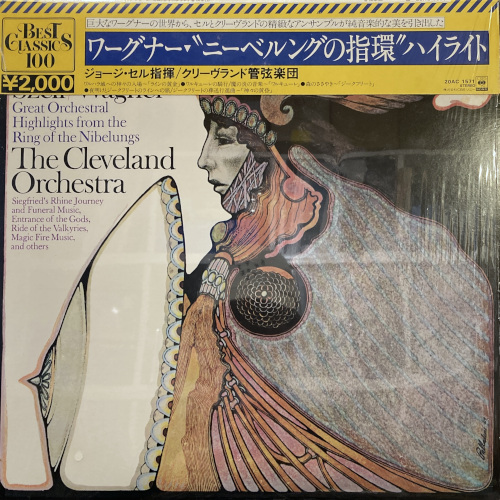 BEST
CLASSICS
100
¥2,000
巨大なワーグナーの世界から、セルとクリーヴランドの精緻なアンサンブルが純音楽的な美を引き出した
ワーグナー・“ニーベルングの指環”ハイライト
ジョージ・セル指揮/クリーヴランド管弦楽団
20AC 1571
STEREO
Great Orchestral
Highlights from the
Ring of the Nibelungs
The Cleveland
Orchestra
Siegfried's Rhine Journey
and Funeral Music,
Entrance of the Gods,
Ride of the Valkyries,
Magic Fire Music,
and others